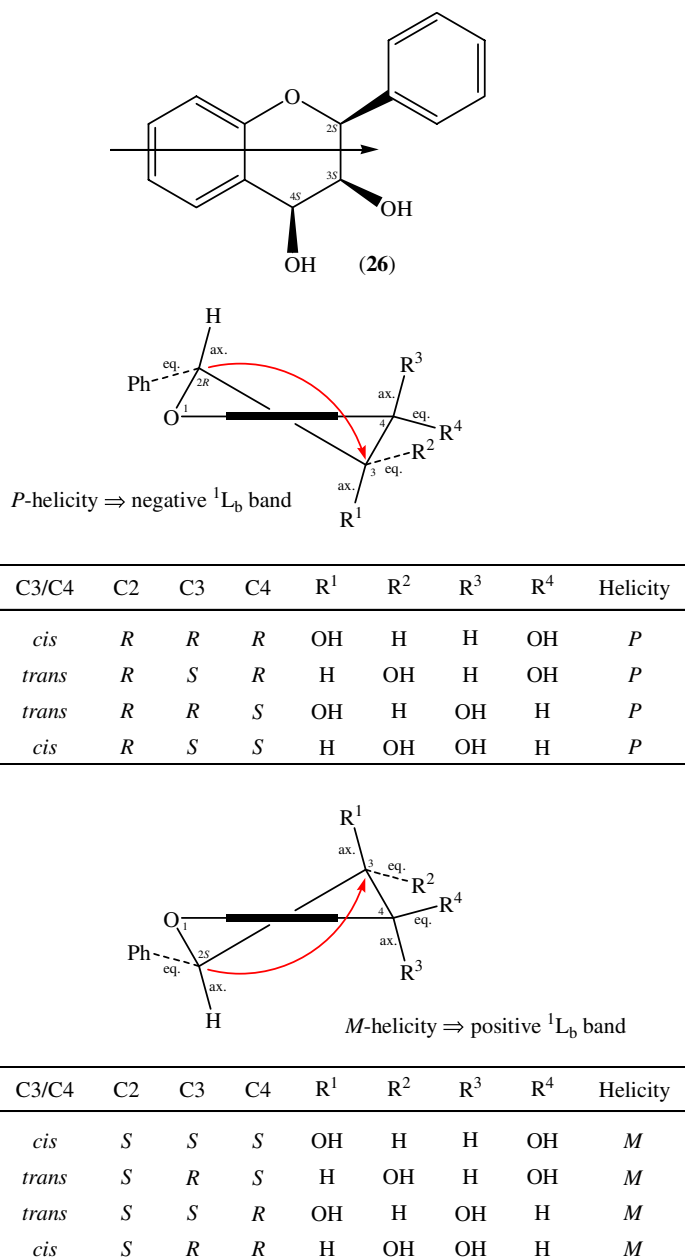 O
2S
3S
4S
OH
OH
(26)
H
ax.
eq.
Ph
2R
O
1
R³
ax.
eq.
4
R⁴
R²
3
eq.
ax.
R¹
P-helicity ⇒ negative ¹Lb band
C3/C4 C2 C3 C4 R¹ R² R³ R⁴ Helicity
cis R R R OH H H OH P
trans R S R H OH H OH P
trans R R S OH H OH H P
cis R S S H OH OH H P
R¹
ax.
3
eq.
R²
O
1
4
R⁴
eq.
Ph
2S
eq.
ax.
ax.
R³
H
M-helicity ⇒ positive ¹Lb band
C3/C4 C2 C3 C4 R¹ R² R³ R⁴ Helicity
cis S S S OH H H OH M
trans S R S H OH H OH M
trans S S R OH H OH H M
cis S R R H OH OH H M